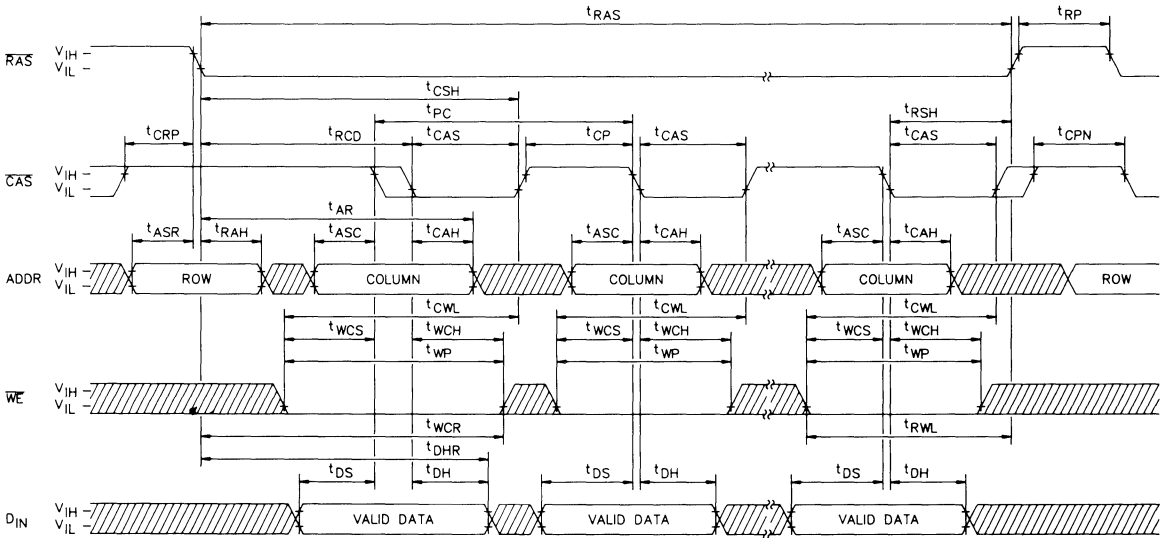 tRAS tRP
RAS VIH VIL
tCSH
tPC tRSH
tCRP tRCD tCAS tCP tCAS tCAS tCPN
CAS VIH VIL
tAR
tASR tRAH tASC tCAH tASC tCAH tASC tCAH
ADDR VIH VIL ROW COLUMN COLUMN COLUMN ROW
tCWL tCWL tCWL
tWCS tWCH tWCS tWCH tWCS tWCH
tWP tWP tWP
WE VIH VIL
tWCR tRWL
tDHR
tDS tDH tDS tDH tDS tDH
DIN VIH VIL VALID DATA VALID DATA VALID DATA